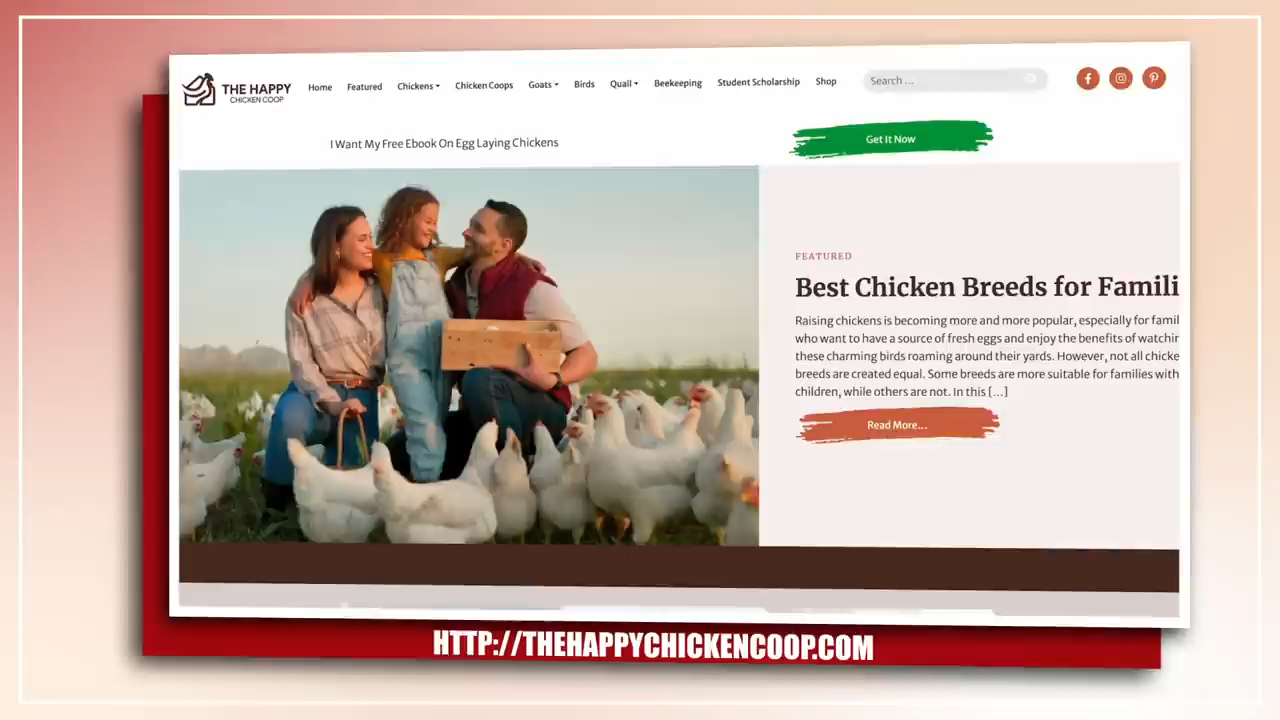 THE HAPPY
CHICKEN COOP
Home Featured Chickens Chicken Coops Goats Birds Quail Beekeeping Student Scholarship Shop Search ...
I Want My Free Ebook On Egg Laying Chickens
Get It Now
FEATURED
Best Chicken Breeds for Famili
Raising chickens is becoming more and more popular, especially for famil
who want to have a source of fresh eggs and enjoy the benefits of watchin
these charming birds roaming around their yards. However, not all chicke
breeds are created equal. Some breeds are more suitable for families with
children, while others are not. In this [...]
Read More...
HTTP://THEHAPPYCHICKENCOOP.COM